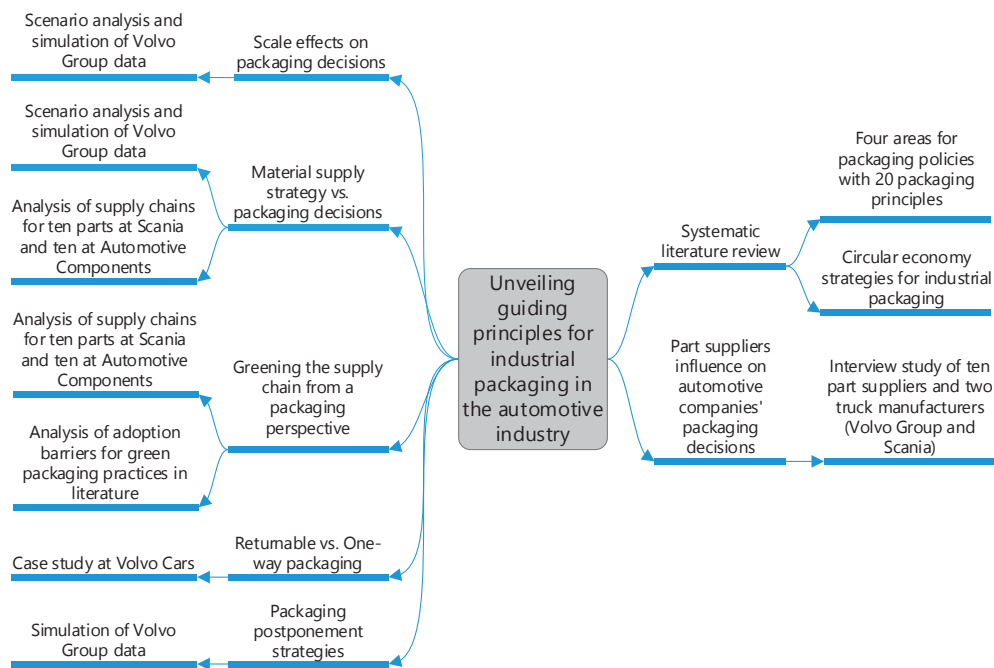 Scenario analysis and
simulation of Volvo
Group data
Scale effects on
packaging decisions
Scenario analysis and
simulation of Volvo
Group data
Analysis of supply chains
for ten parts at Scania
and ten at Automotive
Components
Material supply
strategy vs.
packaging decisions
Analysis of supply chains
for ten parts at Scania
and ten at Automotive
Components
Analysis of adoption
barriers for green
packaging practices in
literature
Greening the supply
chain from a
packaging
perspective
Case study at Volvo Cars
Returnable vs. One-
way packaging
Simulation of Volvo
Group data
Packaging
postponement
strategies
Unveiling
guiding
principles for
industrial
packaging in
the automotive
industry
Systematic
literature review
Four areas for
packaging policies
with 20 packaging
principles
Circular economy
strategies for industrial
packaging
Part suppliers
influence on
automotive
companies'
packaging
decisions
Interview study of ten
part suppliers and two
truck manufacturers
(Volvo Group and
Scania)